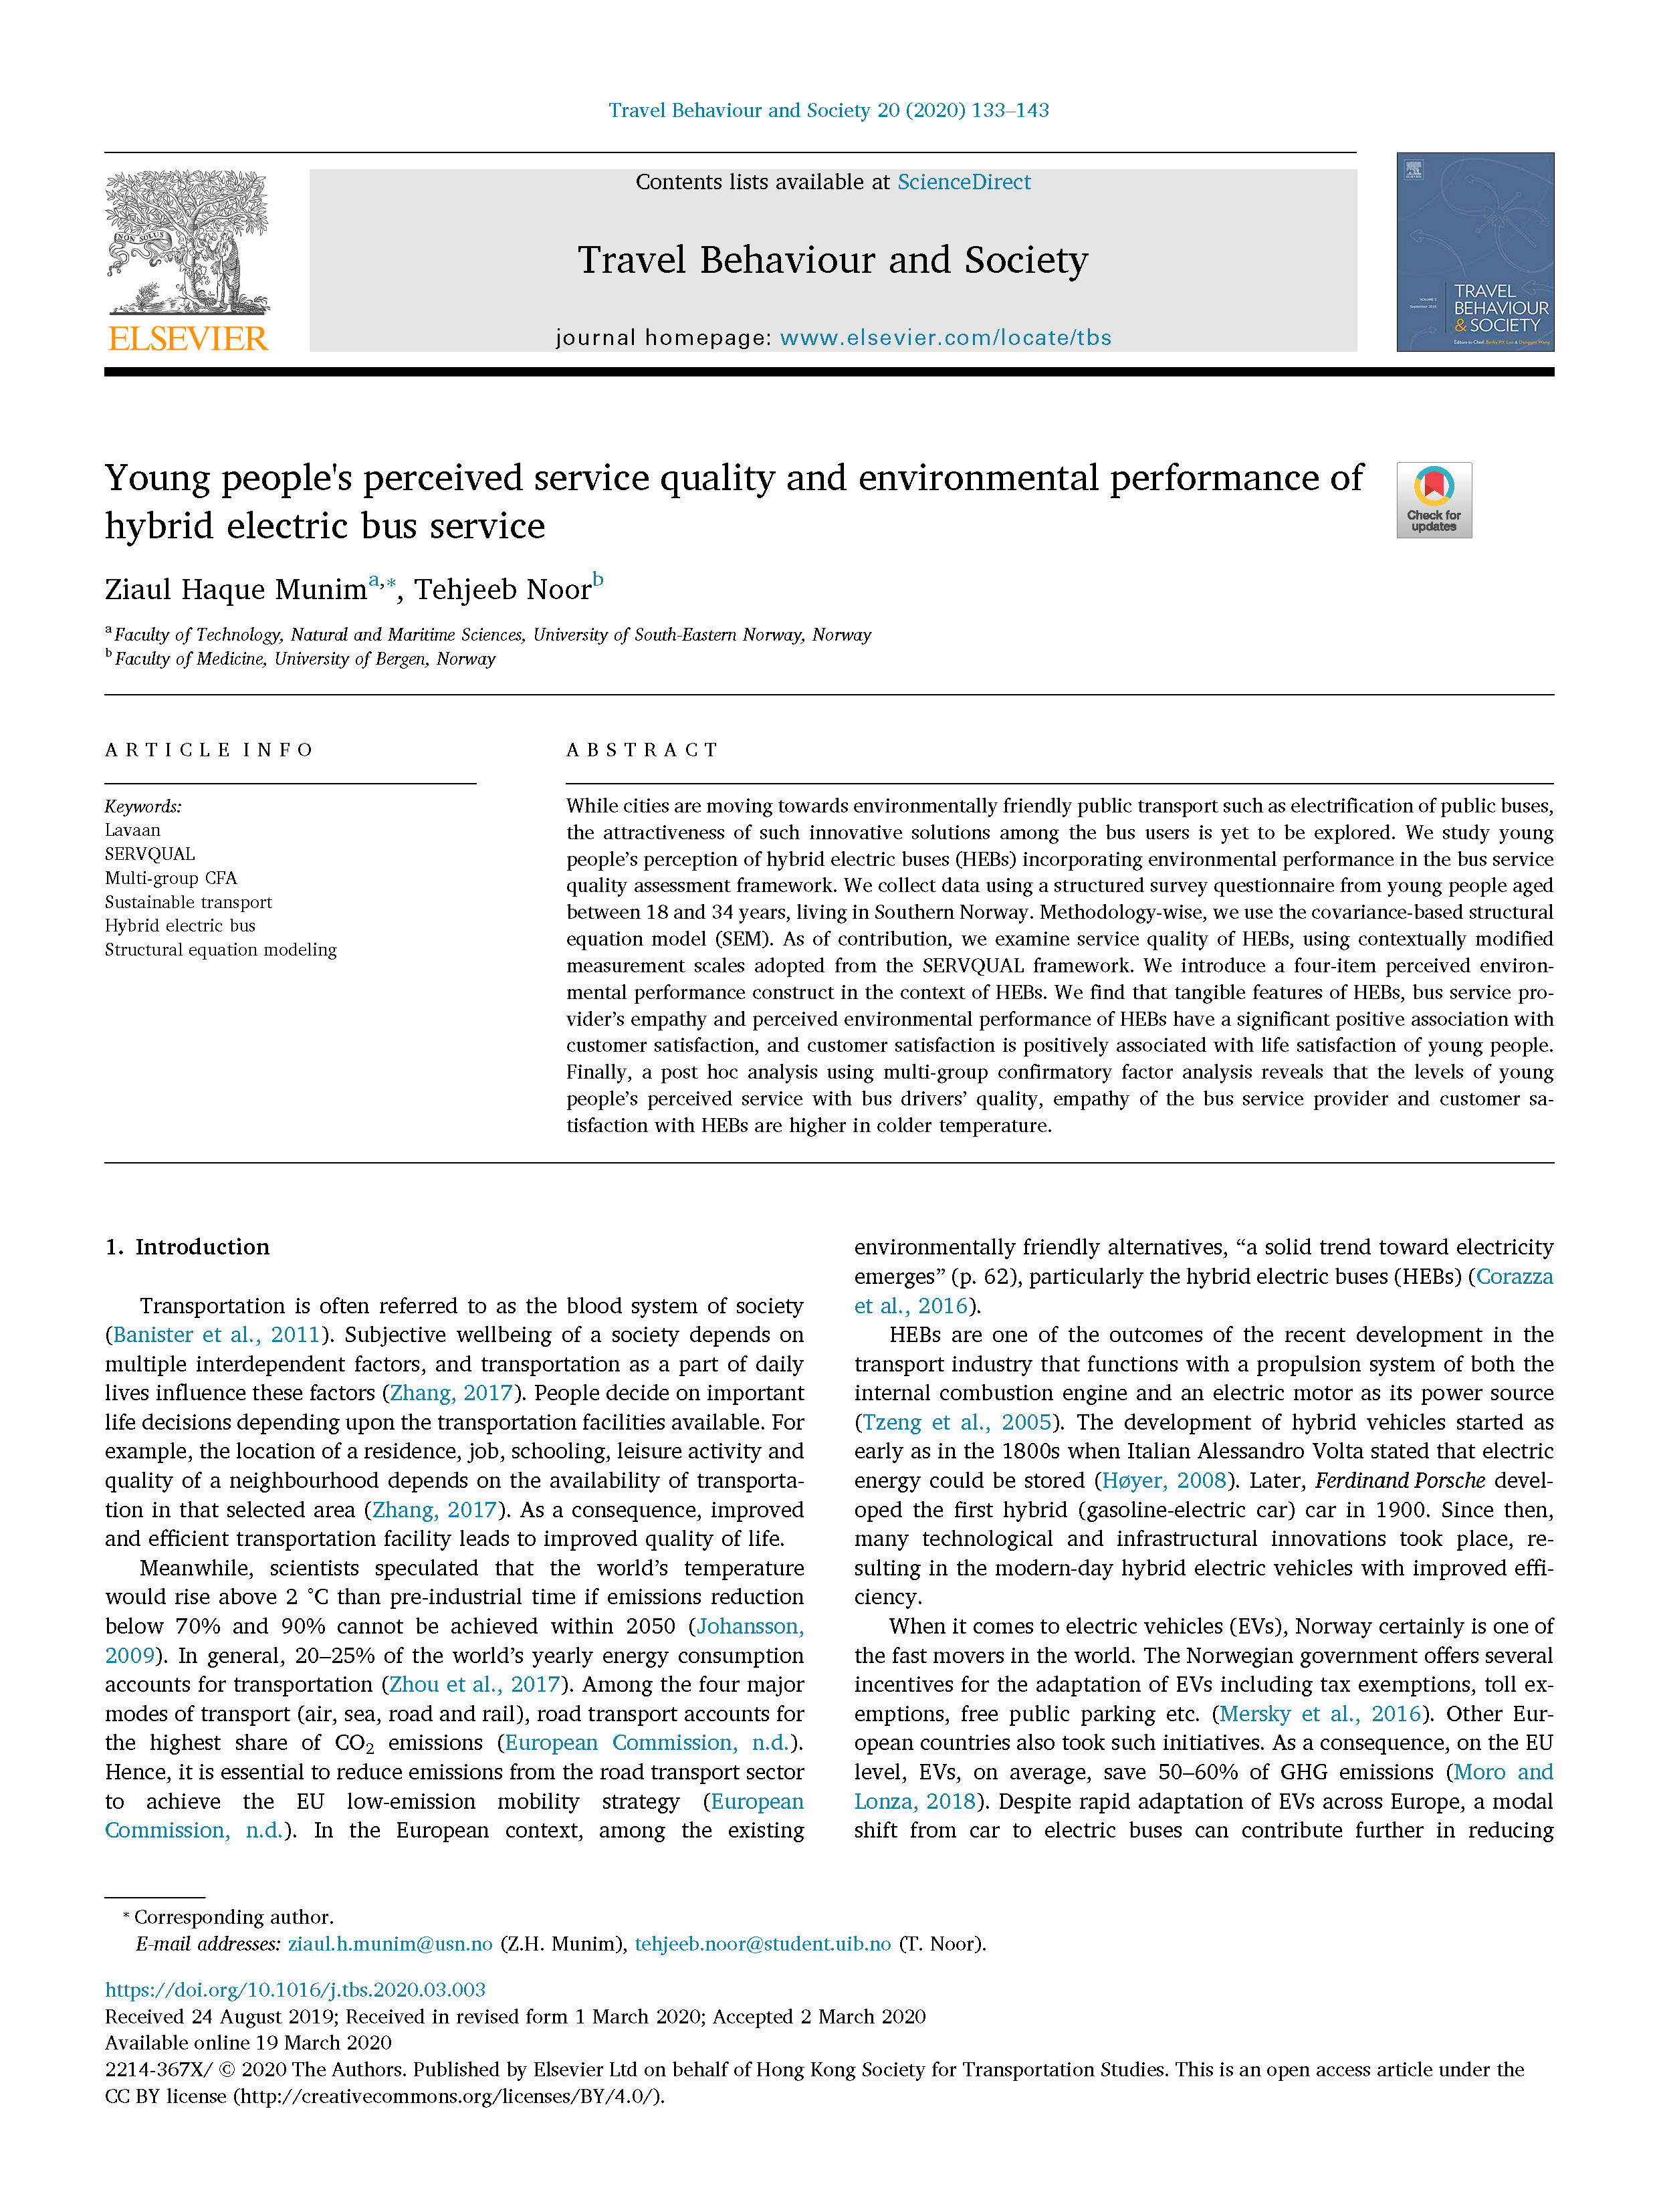 Travel Behaviour and Society 20 (2020) 133–143
NON SOLUS
ELSEVIER
Contents lists available at ScienceDirect
Travel Behaviour and Society
journal homepage: www.elsevier.com/locate/tbs
TRAVEL
BEHAVIOUR
& SOCIETY
Young people's perceived service quality and environmental performance of
hybrid electric bus service
Check for
updates
Ziaul Haque Munim a,*, Tehjeeb Noor b
a Faculty of Technology, Natural and Maritime Sciences, University of South-Eastern Norway, Norway
b Faculty of Medicine, University of Bergen, Norway
ARTICLE INFO
Keywords:
Lavaan
SERVQUAL
Multi-group CFA
Sustainable transport
Hybrid electric bus
Structural equation modeling
ABSTRACT
While cities are moving towards environmentally friendly public transport such as electrification of public buses,
the attractiveness of such innovative solutions among the bus users is yet to be explored. We study young
people's perception of hybrid electric buses (HEBs) incorporating environmental performance in the bus service
quality assessment framework. We collect data using a structured survey questionnaire from young people aged
between 18 and 34 years, living in Southern Norway. Methodology-wise, we use the covariance-based structural
equation model (SEM). As of contribution, we examine service quality of HEBs, using contextually modified
measurement scales adopted from the SERVQUAL framework. We introduce a four-item perceived environ-
mental performance construct in the context of HEBs. We find that tangible features of HEBs, bus service pro-
vider's empathy and perceived environmental performance of HEBs have a significant positive association with
customer satisfaction, and customer satisfaction is positively associated with life satisfaction of young people.
Finally, a post hoc analysis using multi-group confirmatory factor analysis reveals that the levels of young
people's perceived service with bus drivers' quality, empathy of the bus service provider and customer sa-
tisfaction with HEBs are higher in colder temperature.
1. Introduction
Transportation is often referred to as the blood system of society
(Banister et al., 2011). Subjective wellbeing of a society depends on
multiple interdependent factors, and transportation as a part of daily
lives influence these factors (Zhang, 2017). People decide on important
life decisions depending upon the transportation facilities available. For
example, the location of a residence, job, schooling, leisure activity and
quality of a neighbourhood depends on the availability of transporta-
tion in that selected area (Zhang, 2017). As a consequence, improved
and efficient transportation facility leads to improved quality of life.
Meanwhile, scientists speculated that the world's temperature
would rise above 2 °C than pre-industrial time if emissions reduction
below 70% and 90% cannot be achieved within 2050 (Johansson,
2009). In general, 20–25% of the world's yearly energy consumption
accounts for transportation (Zhou et al., 2017). Among the four major
modes of transport (air, sea, road and rail), road transport accounts for
the highest share of CO2 emissions (European Commission, n.d.).
Hence, it is essential to reduce emissions from the road transport sector
to achieve the EU low-emission mobility strategy (European
Commission, n.d.). In the European context, among the existing
environmentally friendly alternatives, “a solid trend toward electricity
emerges” (p. 62), particularly the hybrid electric buses (HEBs) (Corazza
et al., 2016).
HEBs are one of the outcomes of the recent development in the
transport industry that functions with a propulsion system of both the
internal combustion engine and an electric motor as its power source
(Tzeng et al., 2005). The development of hybrid vehicles started as
early as in the 1800s when Italian Alessandro Volta stated that electric
energy could be stored (Høyer, 2008). Later, Ferdinand Porsche devel-
oped the first hybrid (gasoline-electric car) car in 1900. Since then,
many technological and infrastructural innovations took place, re-
sulting in the modern-day hybrid electric vehicles with improved effi-
ciency.
When it comes to electric vehicles (EVs), Norway certainly is one of
the fast movers in the world. The Norwegian government offers several
incentives for the adaptation of EVs including tax exemptions, toll ex-
emptions, free public parking etc. (Mersky et al., 2016). Other Eur-
opean countries also took such initiatives. As a consequence, on the EU
level, EVs, on average, save 50–60% of GHG emissions (Moro and
Lonza, 2018). Despite rapid adaptation of EVs across Europe, a modal
shift from car to electric buses can contribute further in reducing
* Corresponding author.
E-mail addresses: ziaul.h.munim@usn.no (Z.H. Munim), tehjeeb.noor@student.uib.no (T. Noor).
https://doi.org/10.1016/j.tbs.2020.03.003
Received 24 August 2019; Received in revised form 1 March 2020; Accepted 2 March 2020
Available online 19 March 2020
2214-367X/ © 2020 The Authors. Published by Elsevier Ltd on behalf of Hong Kong Society for Transportation Studies. This is an open access article under the
CC BY license (http://creativecommons.org/licenses/BY/4.0/).